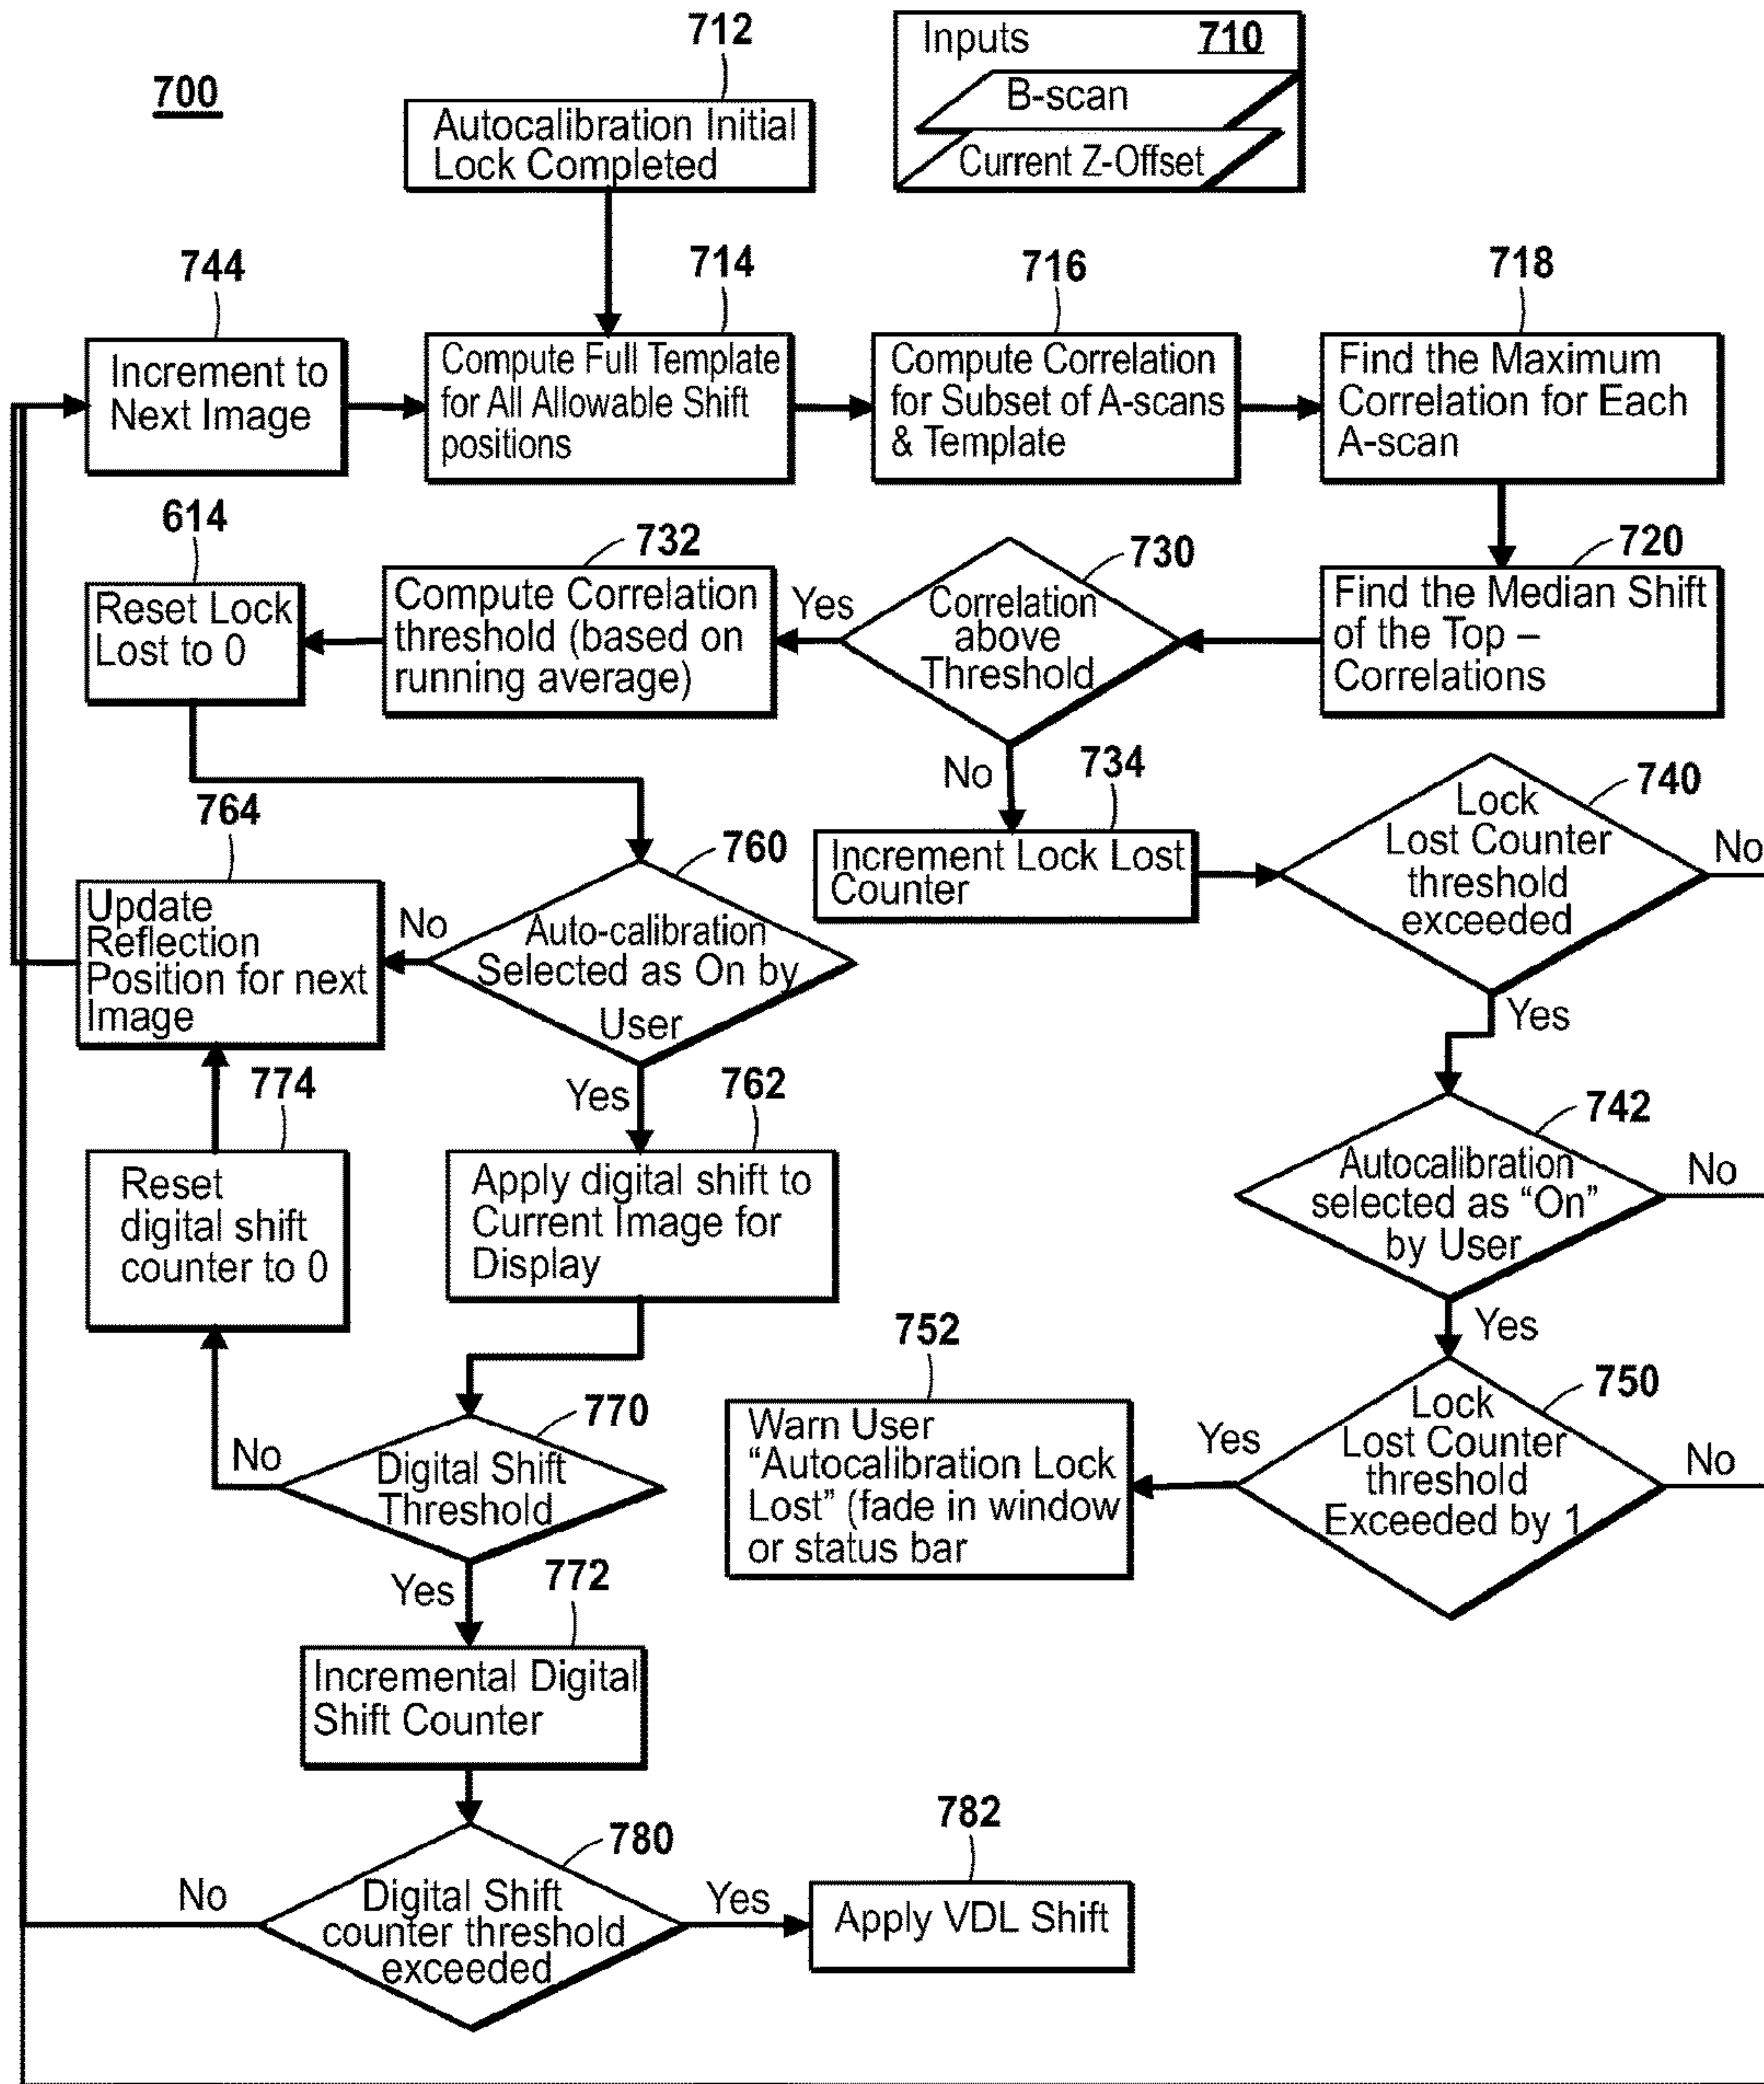 700
712
Autocalibration Initial
Lock Completed
Inputs 710
B-scan
Current Z-Offset
744
Increment to
Next Image
714
Compute Full Template
for All Allowable Shift
positions
716
Compute Correlation
for Subset of A-scans
& Template
718
Find the Maximum
Correlation for Each
A-scan
614
Reset Lock
Lost to 0
732
Compute Correlation
threshold (based on
running average)
Yes
730
Correlation
above
Threshold
No
720
Find the Median Shift
of the Top –
Correlations
734
Increment Lock Lost
Counter
740
Lock
Lost Counter
threshold
exceeded
No
Yes
764
Update
Reflection
Position for next
Image
No
760
Auto-calibration
Selected as On by
User
Yes
742
Autocalibration
selected as “On”
by User
No
Yes
774
Reset
digital shift
counter to 0
762
Apply digital shift to
Current Image for
Display
752
Warn User
“Autocalibration Lock
Lost” (fade in window
or status bar
Yes
750
Lock
Lost Counter
threshold
Exceeded by 1
No
770
Digital Shift
Threshold
No
Yes
772
Incremental Digital
Shift Counter
780
Digital Shift
counter threshold
exceeded
No
Yes
782
Apply VDL Shift